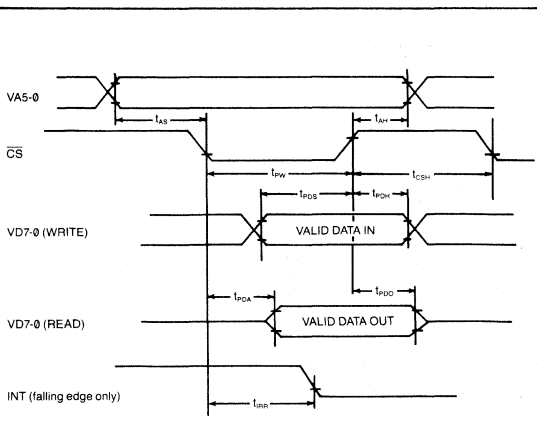 VA5-0
tAS
tAH
CS
tPW
tCSH
tPDS
tPDH
VD7-0 (WRITE)
VALID DATA IN
tPDA
tPDD
VD7-0 (READ)
VALID DATA OUT
INT (falling edge only)
tIRR